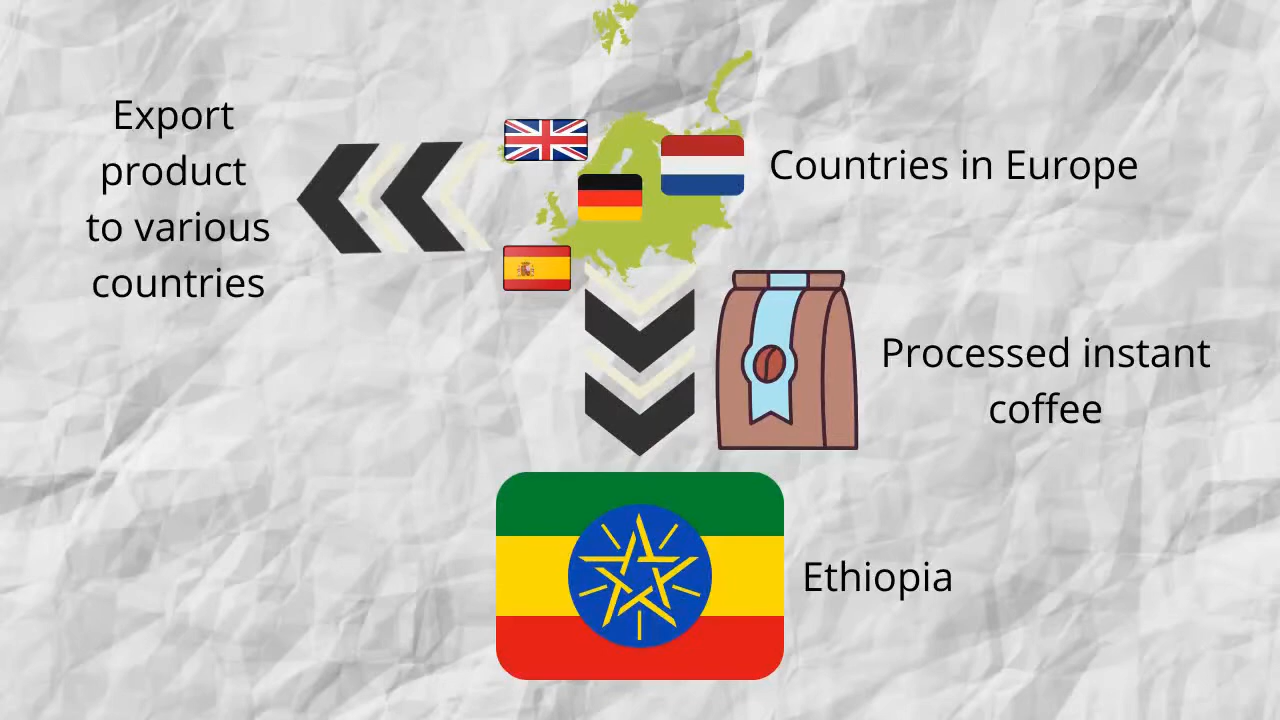 Export
product
to various
countries
Countries in Europe
Processed instant
coffee
Ethiopia